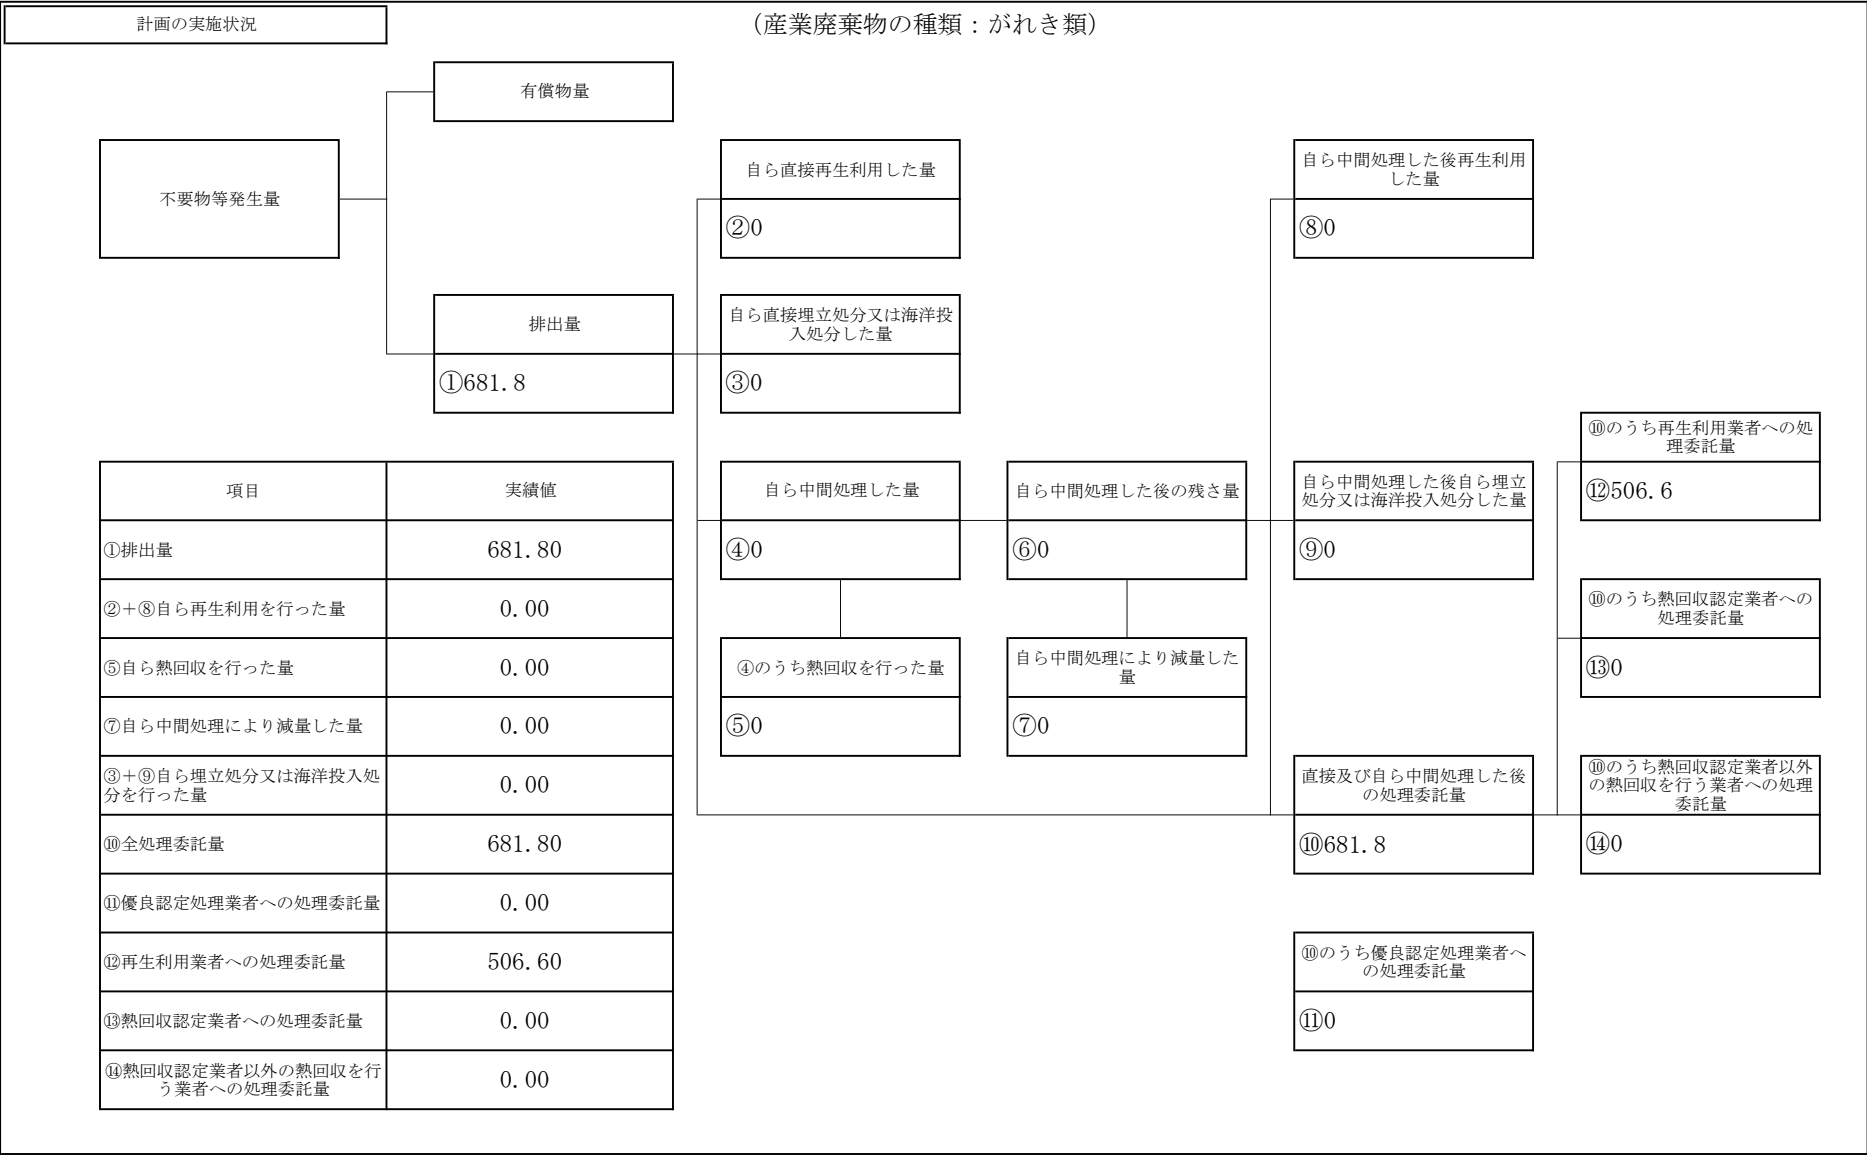 計画の実施状況
（産業廃棄物の種類：がれき類）
有償物量
不要物等発生量
排出量
①681.8
自ら直接再生利用した量
②0
自ら直接埋立処分又は海洋投
入処分した量
③0
自ら中間処理した後再生利用
した量
⑧0
項目 実績値
①排出量 681.80
②＋⑧自ら再生利用を行った量 0.00
⑤自ら熱回収を行った量 0.00
⑦自ら中間処理により減量した量 0.00
③＋⑨自ら埋立処分又は海洋投入処
分を行った量 0.00
⑩全処理委託量 681.80
⑪優良認定処理業者への処理委託量 0.00
⑫再生利用業者への処理委託量 506.60
⑬熱回収認定業者への処理委託量 0.00
⑭熱回収認定業者以外の熱回収を行
う業者への処理委託量 0.00
自ら中間処理した量
④0
④のうち熱回収を行った量
⑤0
自ら中間処理した後の残さ量
⑥0
自ら中間処理により減量した
量
⑦0
自ら中間処理した後自ら埋立
処分又は海洋投入処分した量
⑨0
直接及び自ら中間処理した後
の処理委託量
⑩681.8
⑩のうち優良認定処理業者へ
の処理委託量
⑪0
⑩のうち再生利用業者への処
理委託量
⑫506.6
⑩のうち熱回収認定業者への
処理委託量
⑬0
⑩のうち熱回収認定業者以外
の熱回収を行う業者への処理
委託量
⑭0